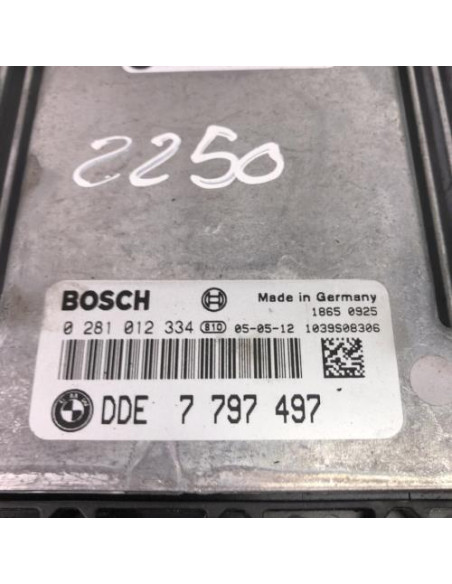 2250
BOSCH Made in Germany
1865 0925
0 281 012 334 810 05-05-12 1039S08306
DDE 7 797 497